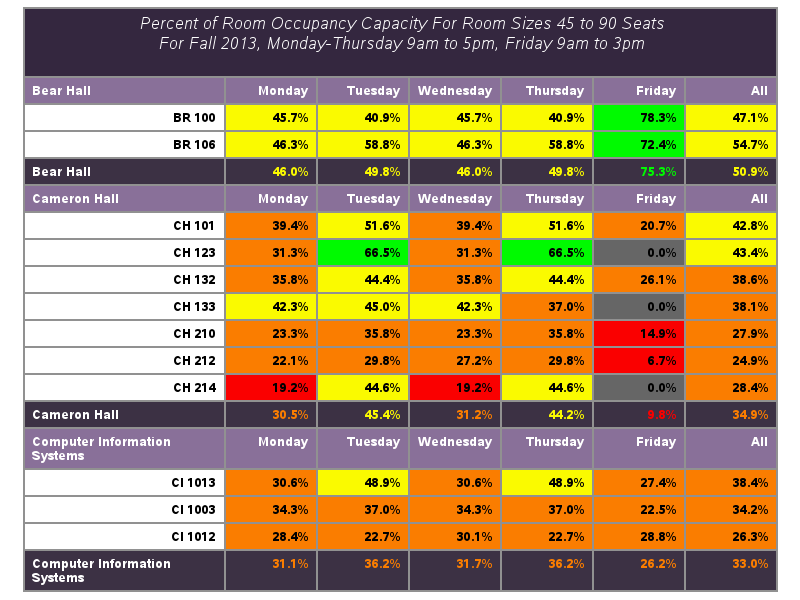 Percent of Room Occupancy Capacity For Room Sizes 45 to 90 Seats
For Fall 2013, Monday-Thursday 9am to 5pm, Friday 9am to 3pm
Bear Hall Monday Tuesday Wednesday Thursday Friday All
BR 100 45.7% 40.9% 45.7% 40.9% 78.3% 47.1%
BR 106 46.3% 58.8% 46.3% 58.8% 72.4% 54.7%
Bear Hall 46.0% 49.8% 46.0% 49.8% 75.3% 50.9%
Cameron Hall Monday Tuesday Wednesday Thursday Friday All
CH 101 39.4% 51.6% 39.4% 51.6% 20.7% 42.8%
CH 123 31.3% 66.5% 31.3% 66.5% 0.0% 43.4%
CH 132 35.8% 44.4% 35.8% 44.4% 26.1% 38.6%
CH 133 42.3% 45.0% 42.3% 37.0% 0.0% 38.1%
CH 210 23.3% 35.8% 23.3% 35.8% 14.9% 27.9%
CH 212 22.1% 29.8% 27.2% 29.8% 6.7% 24.9%
CH 214 19.2% 44.6% 19.2% 44.6% 0.0% 28.4%
Cameron Hall 30.5% 45.4% 31.2% 44.2% 9.8% 34.9%
Computer Information Monday Tuesday Wednesday Thursday Friday All
Systems
CI 1013 30.6% 48.9% 30.6% 48.9% 27.4% 38.4%
CI 1003 34.3% 37.0% 34.3% 37.0% 22.5% 34.2%
CI 1012 28.4% 22.7% 30.1% 22.7% 28.8% 26.3%
Computer Information 31.1% 36.2% 31.7% 36.2% 26.2% 33.0%
Systems